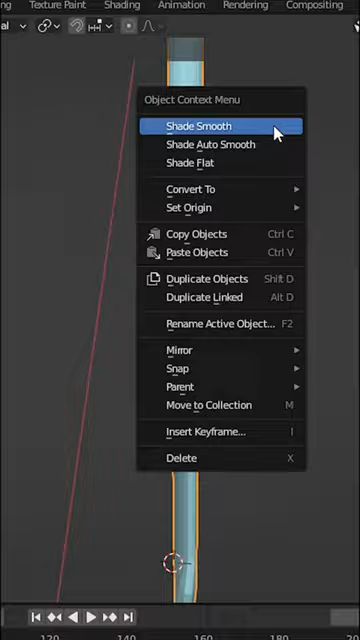 Texture Paint Shading Animation Rendering Compositing
Object Context Menu
Shade Smooth
Shade Auto Smooth
Shade Flat
Convert To
Set Origin
Copy Objects Ctrl C
Paste Objects Ctrl V
Duplicate Objects Shift D
Duplicate Linked Alt D
Rename Active Object... F2
Mirror
Snap
Parent
Move to Collection M
Insert Keyframe... I
Delete X
120 140 160 180